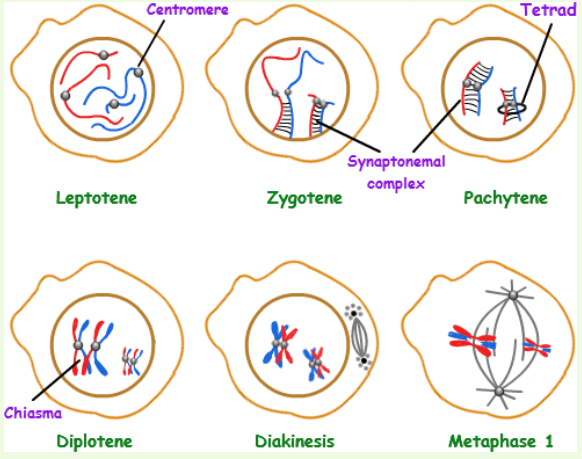 Centromere
Tetrad
Synaptonemal
complex
Leptotene
Zygotene
Pachytene
Chiasma
Diplotene
Diakinesis
Metaphase 1